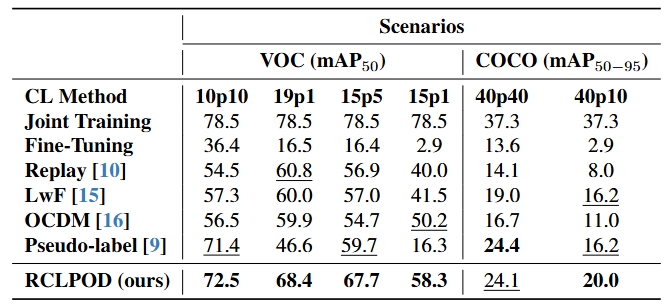 Scenarios
VOC (mAP50) COCO (mAP50−95)
CL Method 10p10 19p1 15p5 15p1 40p40 40p10
Joint Training 78.5 78.5 78.5 78.5 37.3 37.3
Fine-Tuning 36.4 16.5 16.4 2.9 13.6 2.9
Replay [10] 54.5 60.8 56.9 40.0 14.1 8.0
LwF [15] 57.3 60.0 57.0 41.5 19.0 16.2
OCDM [16] 56.5 59.9 54.7 50.2 16.7 11.0
Pseudo-label [9] 71.4 46.6 59.7 16.3 24.4 16.2
RCLPOD (ours) 72.5 68.4 67.7 58.3 24.1 20.0